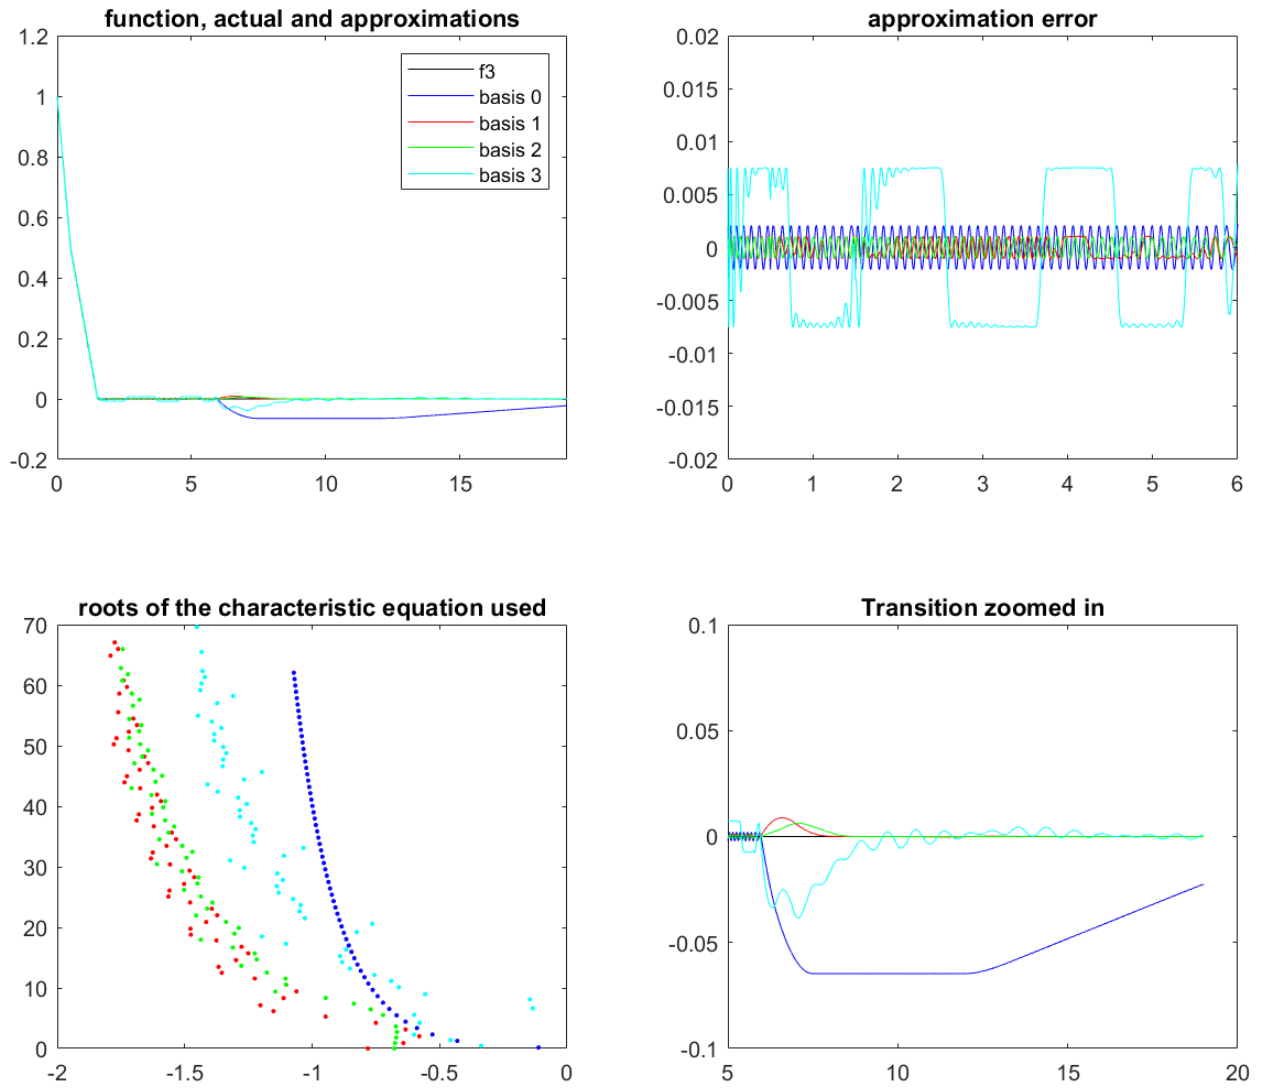 function, actual and approximations
1.2
1
0.8
0.6
0.4
0.2
0
-0.2
0 5 10 15
f3
basis 0
basis 1
basis 2
basis 3
approximation error
0.02
0.015
0.01
0.005
0
-0.005
-0.01
-0.015
-0.02
0 1 2 3 4 5 6
roots of the characteristic equation used
70
60
50
40
30
20
10
0
-2 -1.5 -1 -0.5 0
Transition zoomed in
0.1
0.05
0
-0.05
-0.1
5 10 15 20